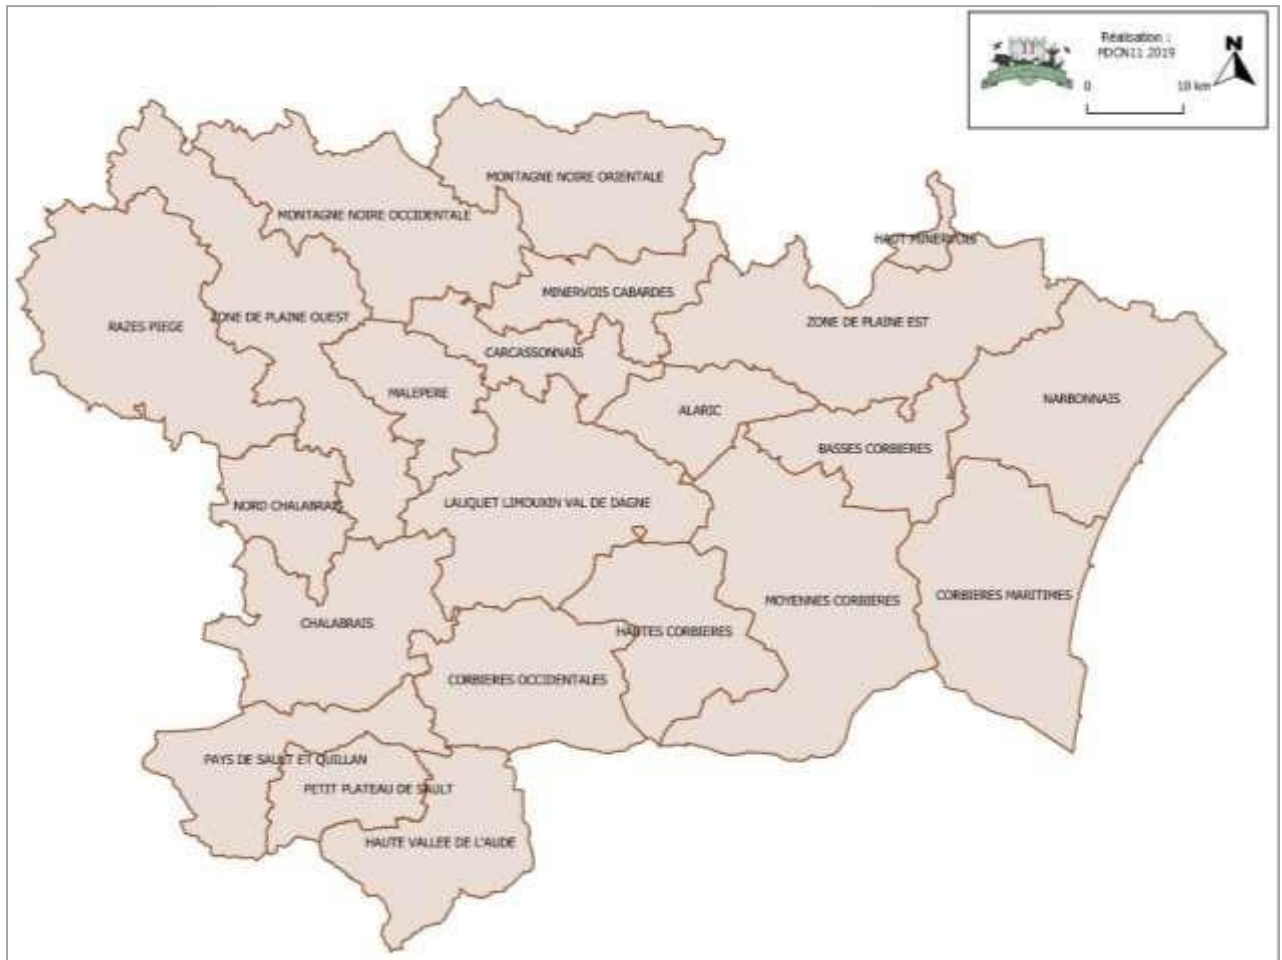 Réalisation :
FDCN11 2019
N
0 10 km
MONTAGNE NOIRE ORIENTALE
MONTAGNE NOIRE OCCIDENTALE
HAUT MINERVOIS
MINERVOIS CABARDES
ZONE DE PLAINE OUEST
ZONE DE PLAINE EST
RAZES PIEGE
CARCASSONNAIS
MALEPERE
NARBONNAIS
ALARIC
BASSES CORBIERES
NORD CHALABRAIS
LAUQUET LIMOUXIN VAL DE DAGNE
MOYENNES CORBIERES
CORBIERES MARITIMES
CHALABRAIS
HAUTES CORBIERES
CORBIERES OCCIDENTALES
PAYS DE SAULT ET QUILLAN
PETIT PLATEAU DE SAULT
HAUTE VALLEE DE L'AUDE